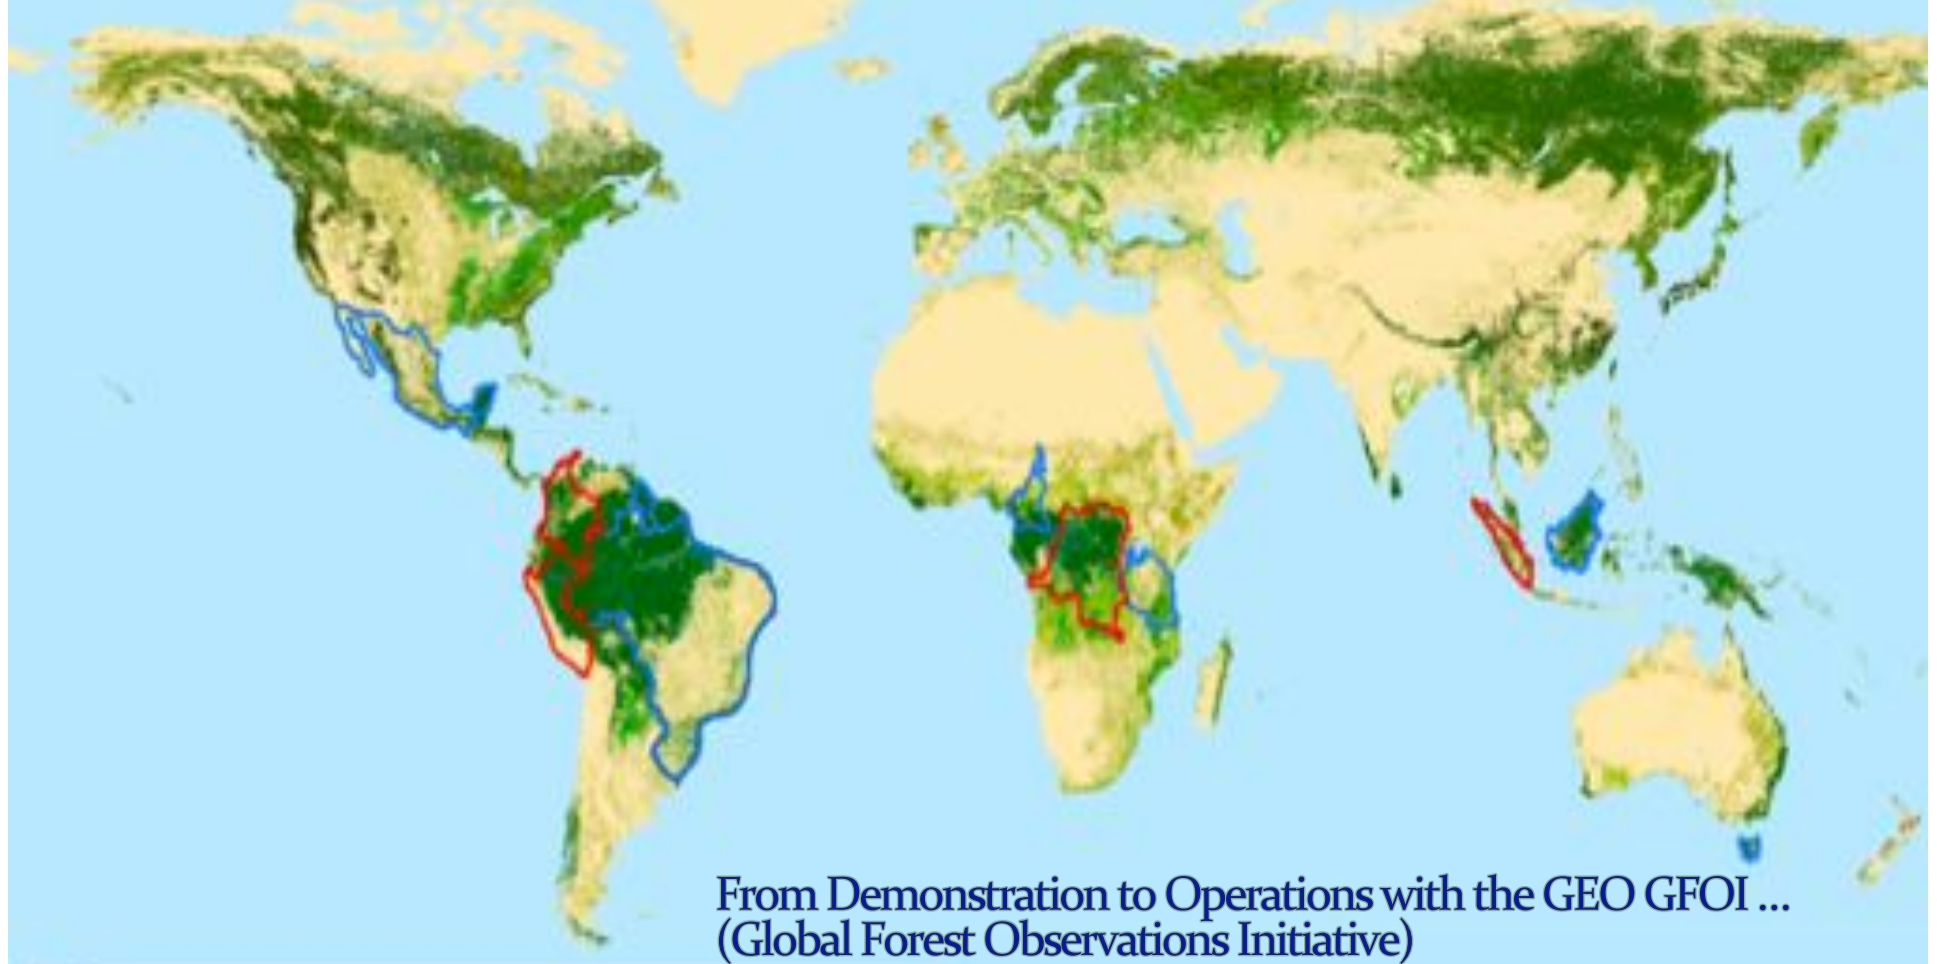 From Demonstration to Operations with the GEO GFOI ...
(Global Forest Observations Initiative)